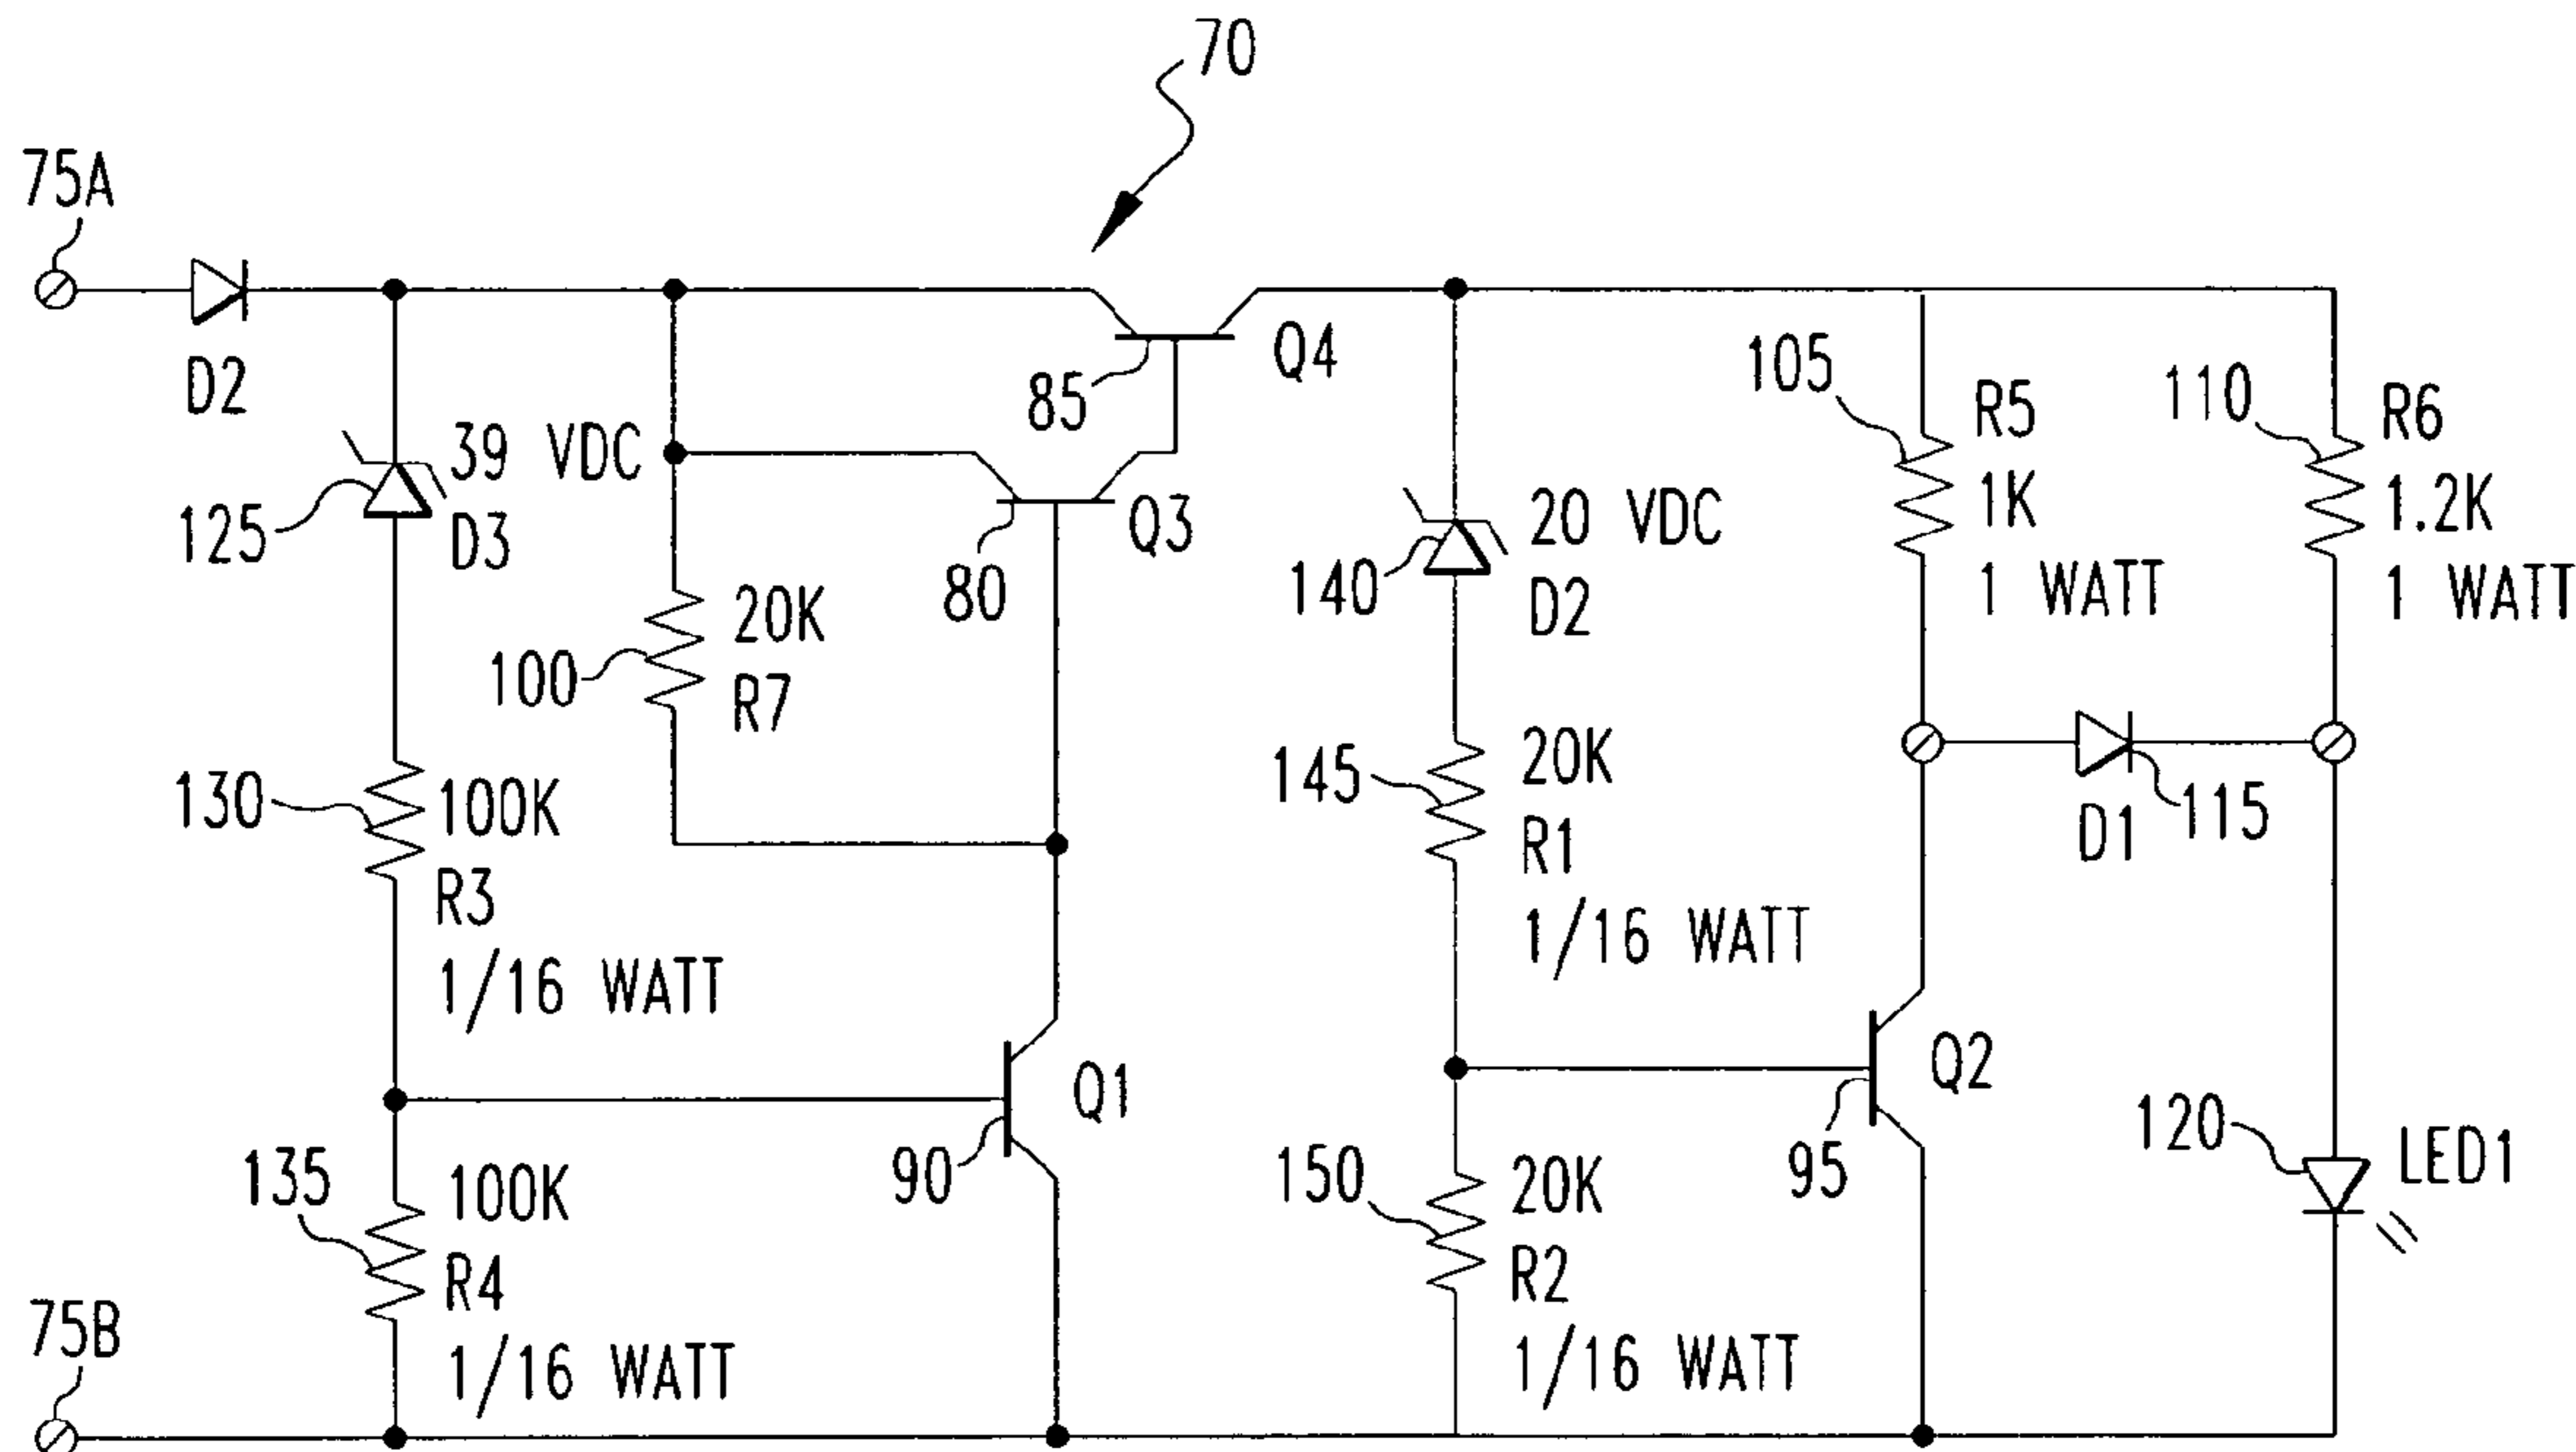 70
75A
D2
39 VDC
D3
125
85
Q4
80
Q3
20K
R7
100
20 VDC
D2
140
105
R5
1K
1 WATT
110
R6
1.2K
1 WATT
130
100K
R3
1/16 WATT
145
20K
R1
1/16 WATT
D1
115
90
Q1
95
Q2
135
100K
R4
1/16 WATT
150
20K
R2
1/16 WATT
120
LED1
75B